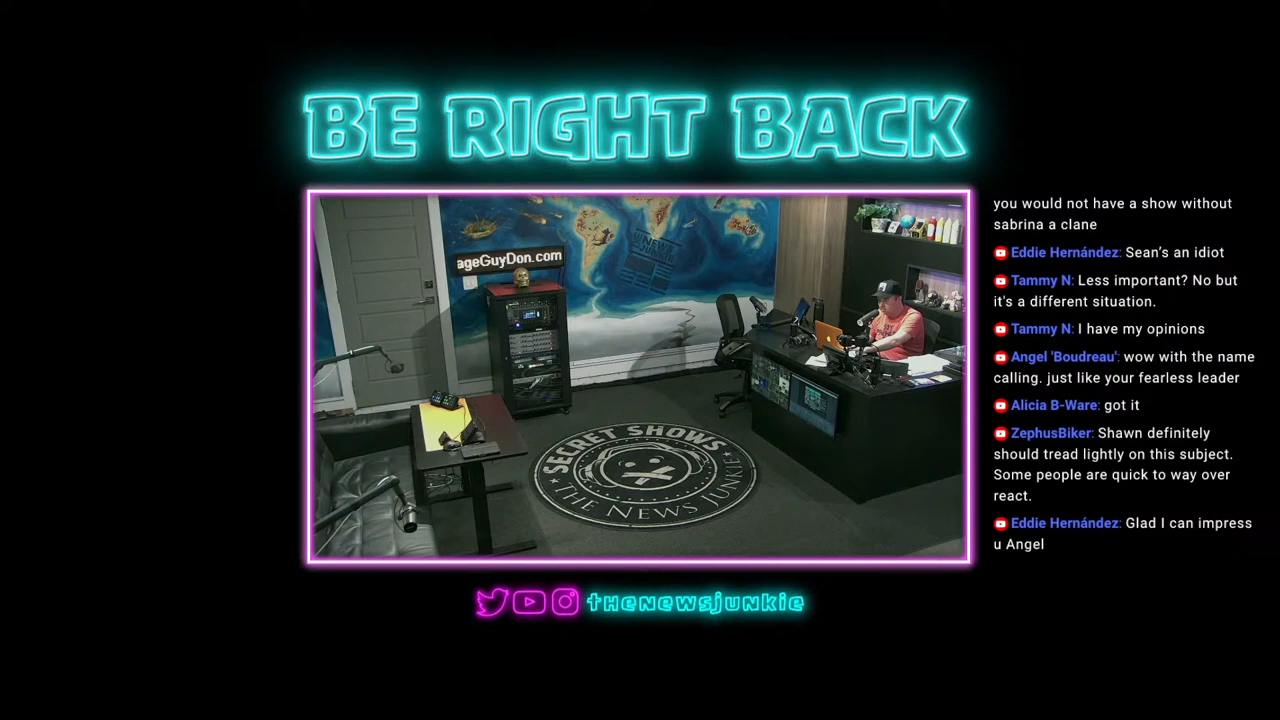 BE RIGHT BACK
you would not have a show without
sabrina a clane
Eddie Hernández: Sean’s an idiot
Tammy N: Less important? No but
it's a different situation.
Tammy N: I have my opinions
Angel 'Boudreau': wow with the name
calling. just like your fearless leader
Alicia B-Ware: got it
ZephusBiker: Shawn definitely
should tread lightly on this subject.
Some people are quick to way over
react.
Eddie Hernández: Glad I can impress
u Angel
ageGuyDon.com
THE NEWS
JUNKIE
SECRET SHOWS
THE NEWS JUNKIE
thenewsjunkie